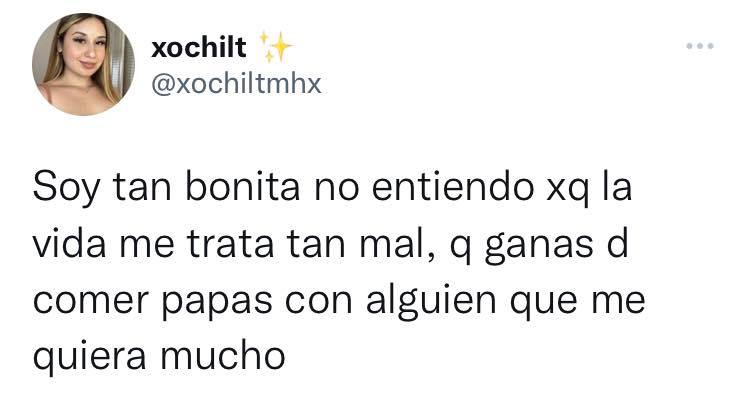 xochilt ✨
@xochiltmhx
Soy tan bonita no entiendo xq la
vida me trata tan mal, q ganas d
comer papas con alguien que me
quiera mucho